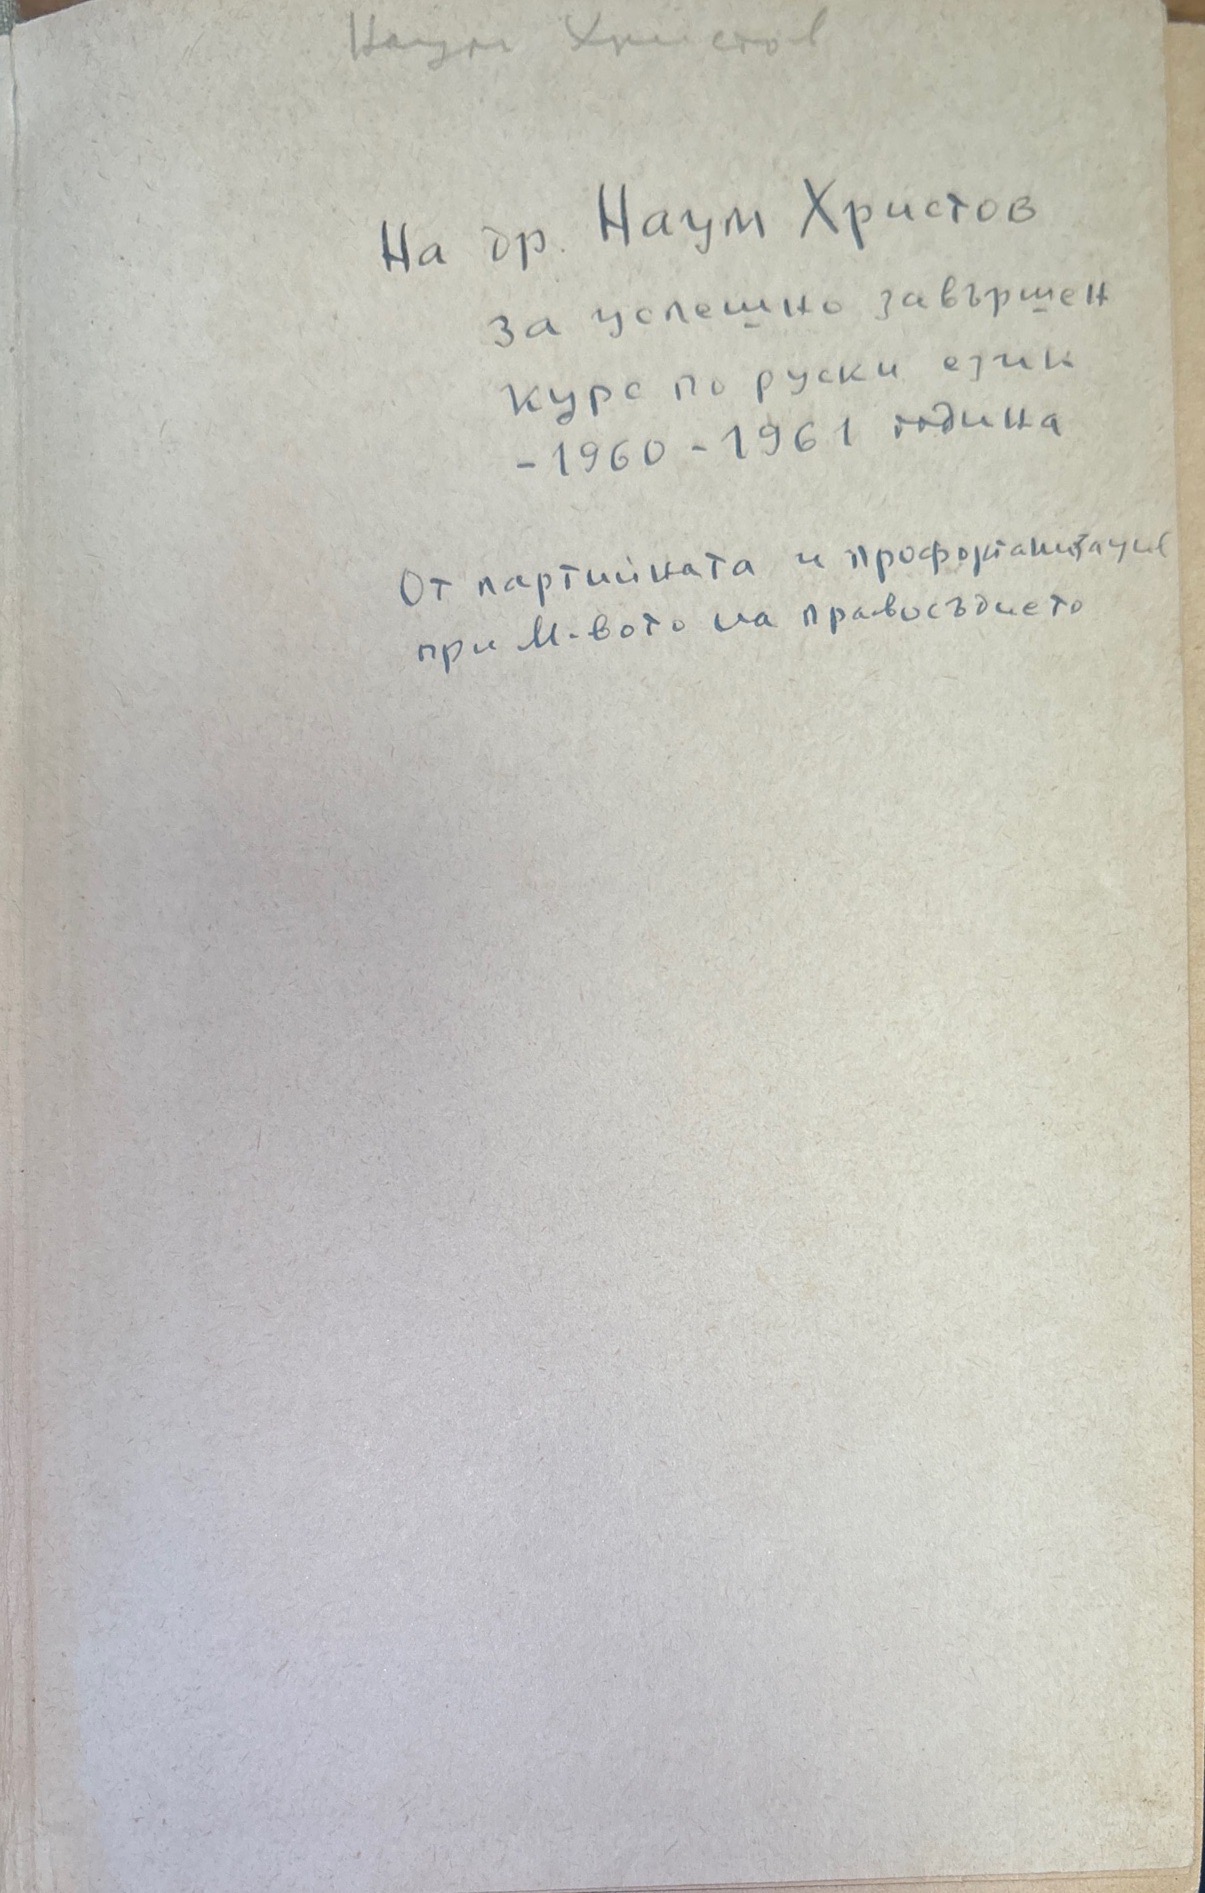 Наум Христов
На др. Наум Христов
за успешно завършен
курс по руски език
-1960-1961 година
От партийната и профорганизации
при М-вото на правосъдието